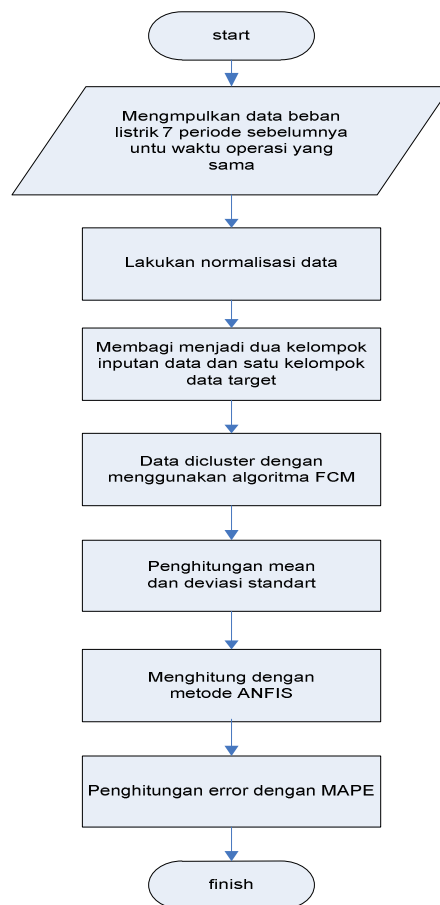 start
Mengmpulkan data beban
listrik 7 periode sebelumnya
untu waktu operasi yang
sama
Lakukan normalisasi data
Membagi menjadi dua kelompok
inputan data dan satu kelompok
data target
Data dicluster dengan
menggunakan algoritma FCM
Penghitungan mean
dan deviasi standart
Menghitung dengan
metode ANFIS
Penghitungan error dengan MAPE
finish